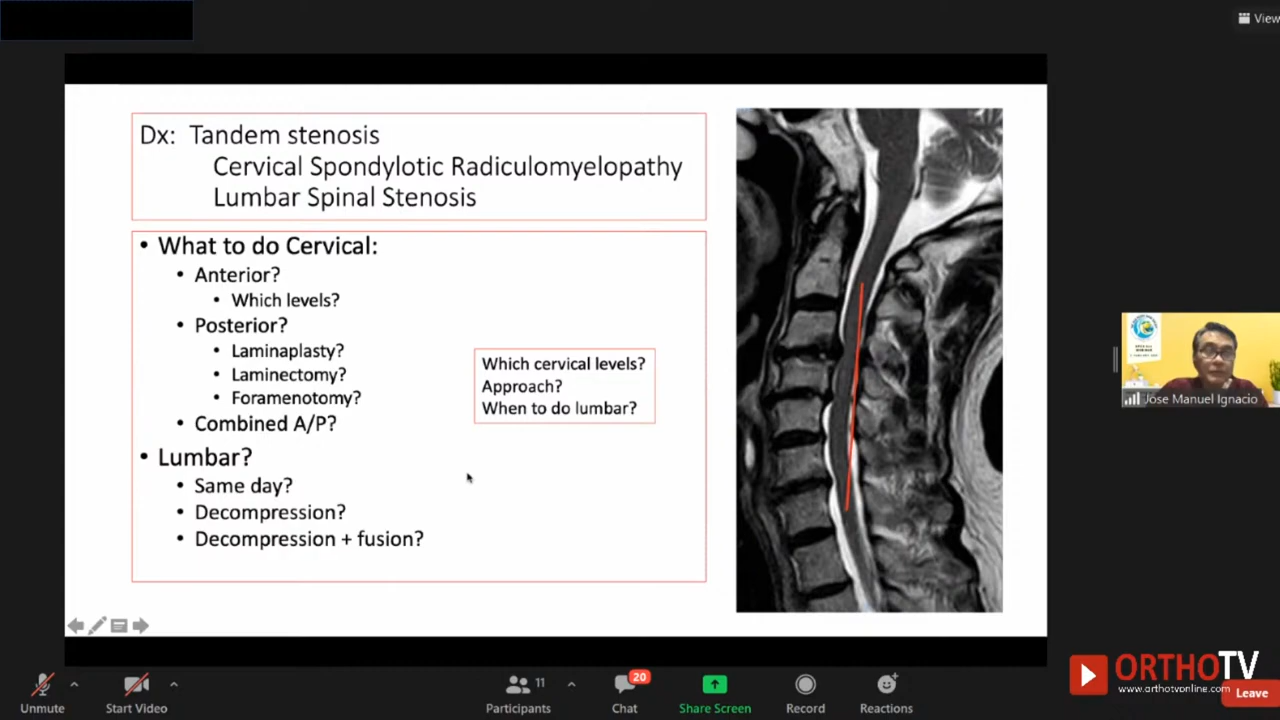 View
Dx: Tandem stenosis
Cervical Spondylotic Radiculomyelopathy
Lumbar Spinal Stenosis
• What to do Cervical:
• Anterior?
• Which levels?
• Posterior?
• Laminaplasty?
• Laminectomy?
• Foramenotomy?
• Combined A/P?
• Lumbar?
• Same day?
• Decompression?
• Decompression + fusion?
Which cervical levels?
Approach?
When to do lumbar?
Jose Manuel Ignacio
Unmute
Start Video
11
Participants
20
Chat
Share Screen
Record
Reactions
ORTHOTV
www.orthotvonline.com
Leave